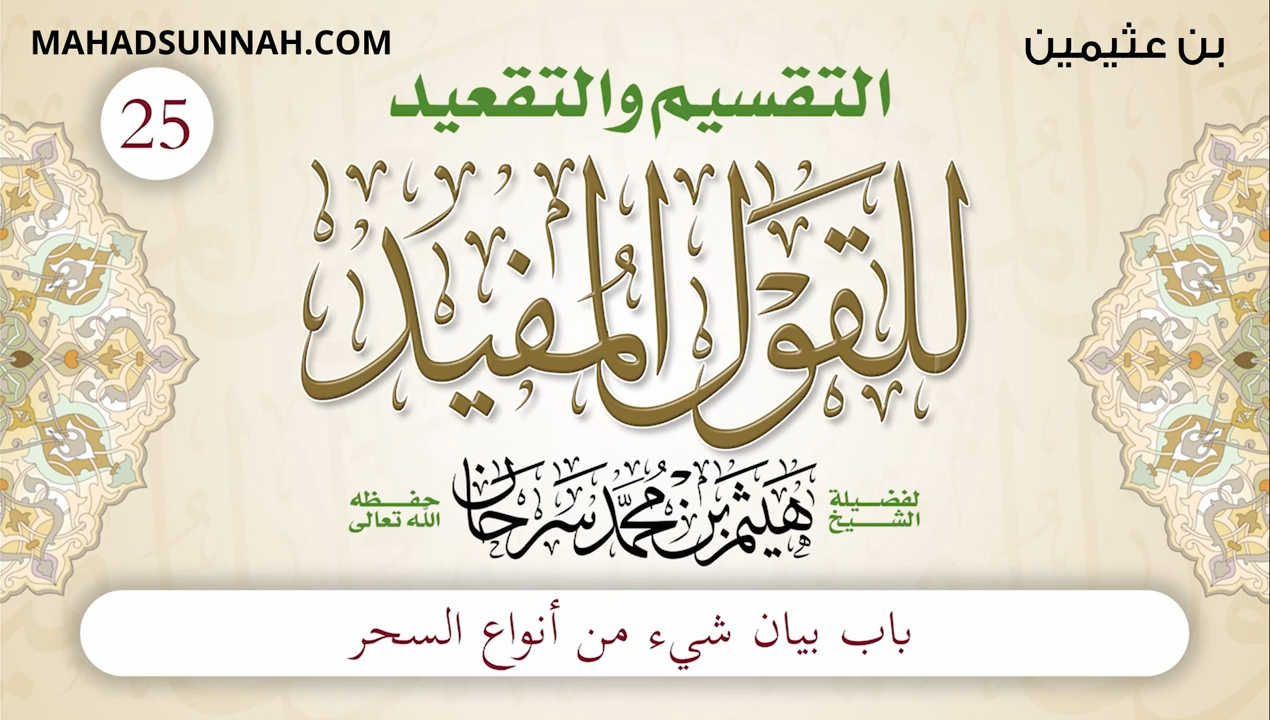 MAHADSUNNAH.COM
بن عثيمين
25
التقسيم والتقعيد
للقول المفيد
لفضيلة الشيخ هيثم بن محمد سرحان حفظه الله تعالى
باب بيان شيء من أنواع السحر